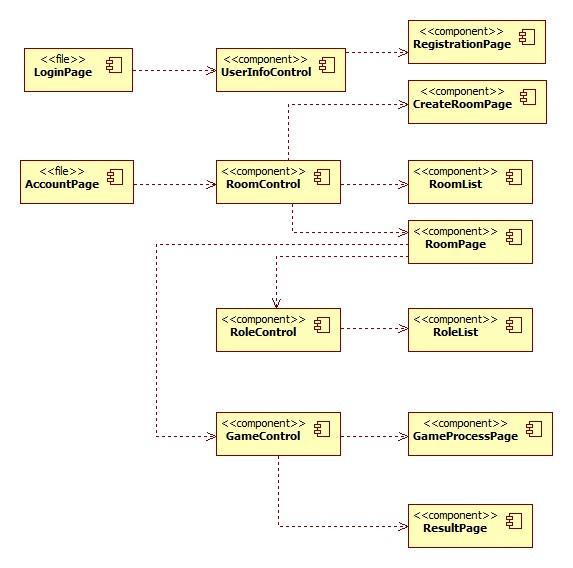 <<component>>
RegistrationPage
<<file>>
LoginPage
<<component>>
UserInfoControl
<<component>>
CreateRoomPage
<<file>>
AccountPage
<<component>>
RoomControl
<<component>>
RoomList
<<component>>
RoomPage
<<component>>
RoleControl
<<component>>
RoleList
<<component>>
GameControl
<<component>>
GameProcessPage
<<component>>
ResultPage